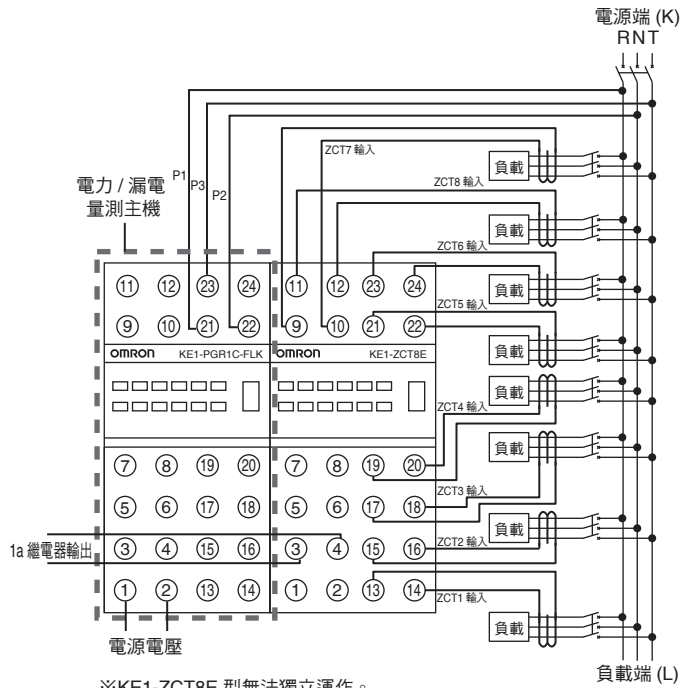 電源端 (K)
R N T
P1
P3
P2
ZCT7 輸入
負載
電力 / 漏電
量測主機
ZCT8 輸入
負載
ZCT6 輸入
負載
ZCT5 輸入
負載
⑪ ⑫ ㉓ ㉔ ⑪ ⑫ ㉓ ㉔
⑨ ⑩ ㉑ ㉒ ⑨ ⑩ ㉑ ㉒
OMRON KE1-PGR1C-FLK OMRON KE1-ZCT8E
ZCT4 輸入
負載
⑦ ⑧ ⑲ ⑳ ⑦ ⑧ ⑲ ⑳
負載
ZCT3 輸入
⑤ ⑥ ⑰ ⑱ ⑤ ⑥ ⑰ ⑱
負載
ZCT2 輸入
1a 繼電器輸出
③ ④ ⑮ ⑯ ③ ④ ⑮ ⑯
① ② ⑬ ⑭ ① ② ⑬ ⑭
ZCT1 輸入
負載
電源電壓
負載端 (L)
※KE1-ZCT8E 型無法獨立運作。